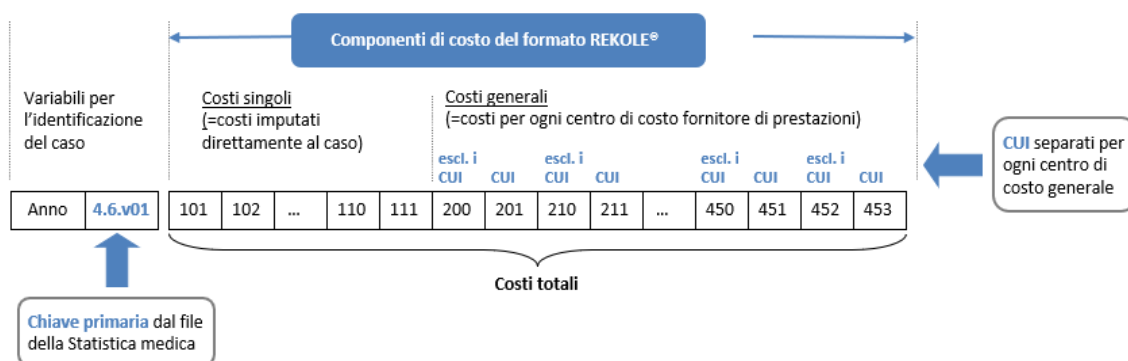 Componenti di costo del formato REKOLE®
Variabili per
l'identificazione
del caso
Costi singoli
(=costi imputati
direttamente al caso)
Costi generali
(=costi per ogni centro di costo fornitore di prestazioni)
escl. i
CUI
CUI
escl. i
CUI
CUI
escl. i
CUI
CUI
escl. i
CUI
CUI
CUI separati per
ogni centro di
costo generale
Anno 4.6.v01 101 102 ... 110 111 200 201 210 211 ... 450 451 452 453
Costi totali
Chiave primaria dal file
della Statistica medica